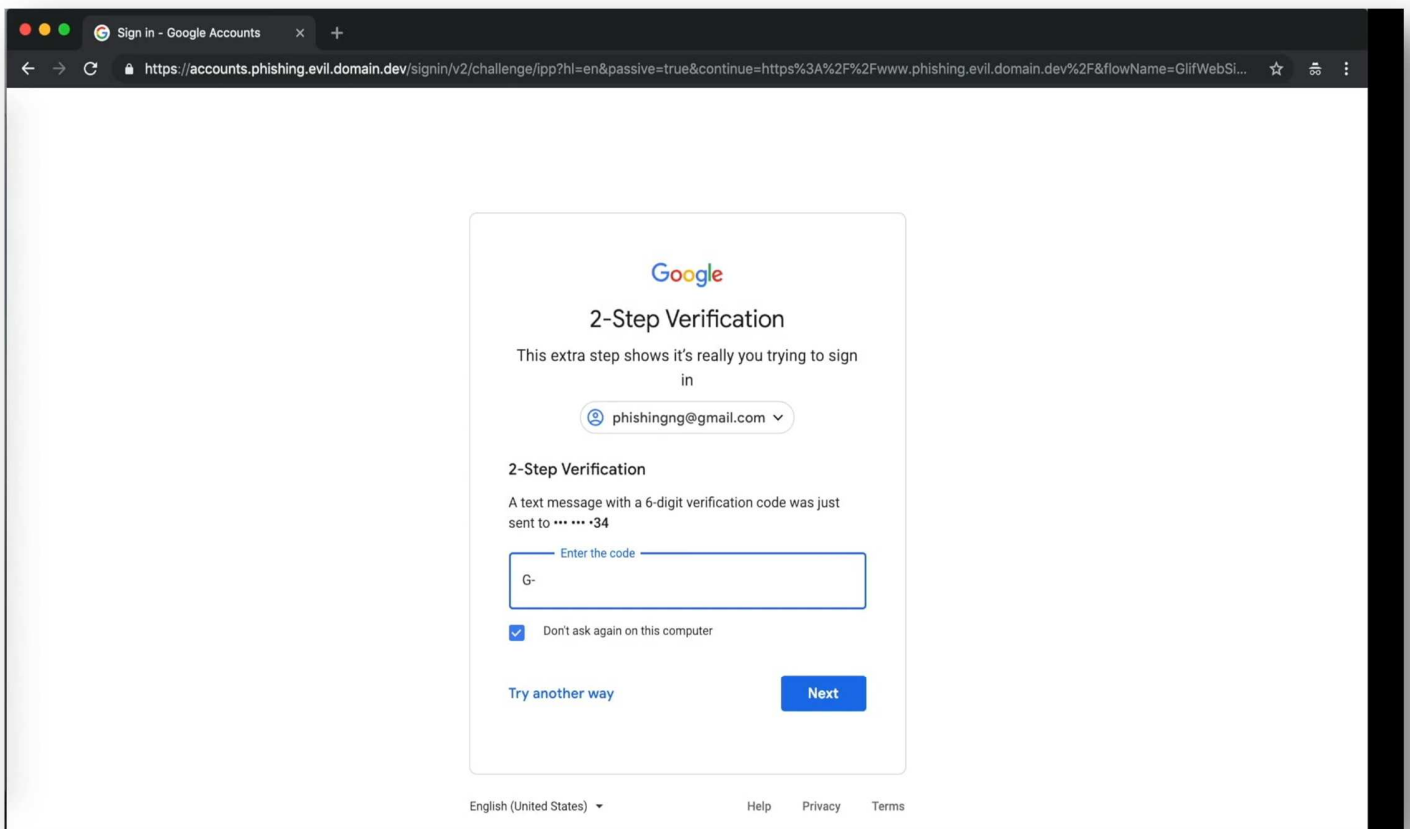 Sign in - Google Accounts
https://accounts.phishing.evil.domain.dev/signin/v2/challenge/ipp?hl=en&passive=true&continue=https%3A%2F%2Fwww.phishing.evil.domain.dev%2F&flowName=GlifWebSi...
Google
2-Step Verification
This extra step shows it's really you trying to sign
in
phishingng@gmail.com
2-Step Verification
A text message with a 6-digit verification code was just
sent to ••• ••• •34
Enter the code
G-
Don't ask again on this computer
Try another way Next
English (United States) Help Privacy Terms